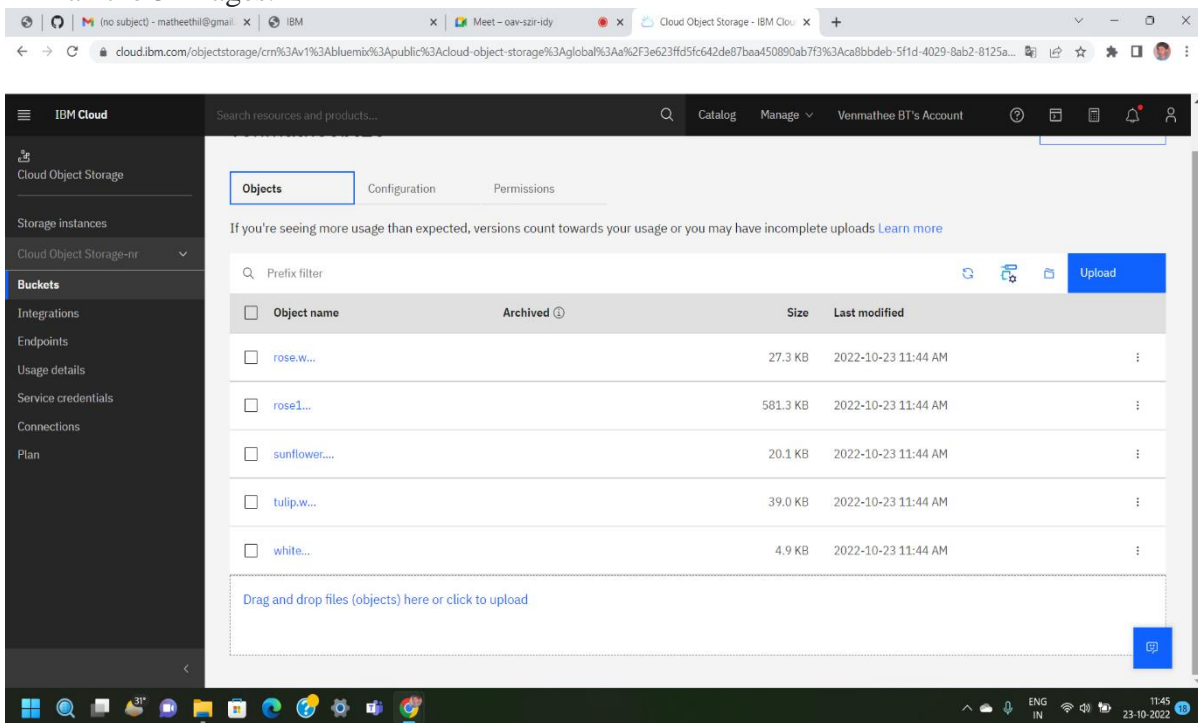 (no subject) - matheethil@gmail.
IBM
Meet – oav-szir-idy
Cloud Object Storage - IBM Clou
cloud.ibm.com/objectstorage/crn%3Av1%3Abluemix%3Apublic%3Acloud-object-storage%3Aglobal%3Aa%2F3e623ffd5fc642de87baa450890ab7f3%3Aca8bbdeb-5f1d-4029-8ab2-8125a...
IBM Cloud
Search resources and products...
Catalog
Manage
Venmathee BT's Account
Cloud Object Storage
Objects
Configuration
Permissions
Storage instances
If you're seeing more usage than expected, versions count towards your usage or you may have incomplete uploads Learn more
Cloud Object Storage-nr
Prefix filter
Upload
Buckets
Integrations
Object name
Archived
Size
Last modified
Endpoints
rose.w...
27.3 KB
2022-10-23 11:44 AM
Usage details
Service credentials
rose1...
581.3 KB
2022-10-23 11:44 AM
Connections
Plan
sunflower....
20.1 KB
2022-10-23 11:44 AM
tulip.w...
39.0 KB
2022-10-23 11:44 AM
white...
4.9 KB
2022-10-23 11:44 AM
Drag and drop files (objects) here or click to upload
31°
ENG
IN
11:45
23-10-2022
18